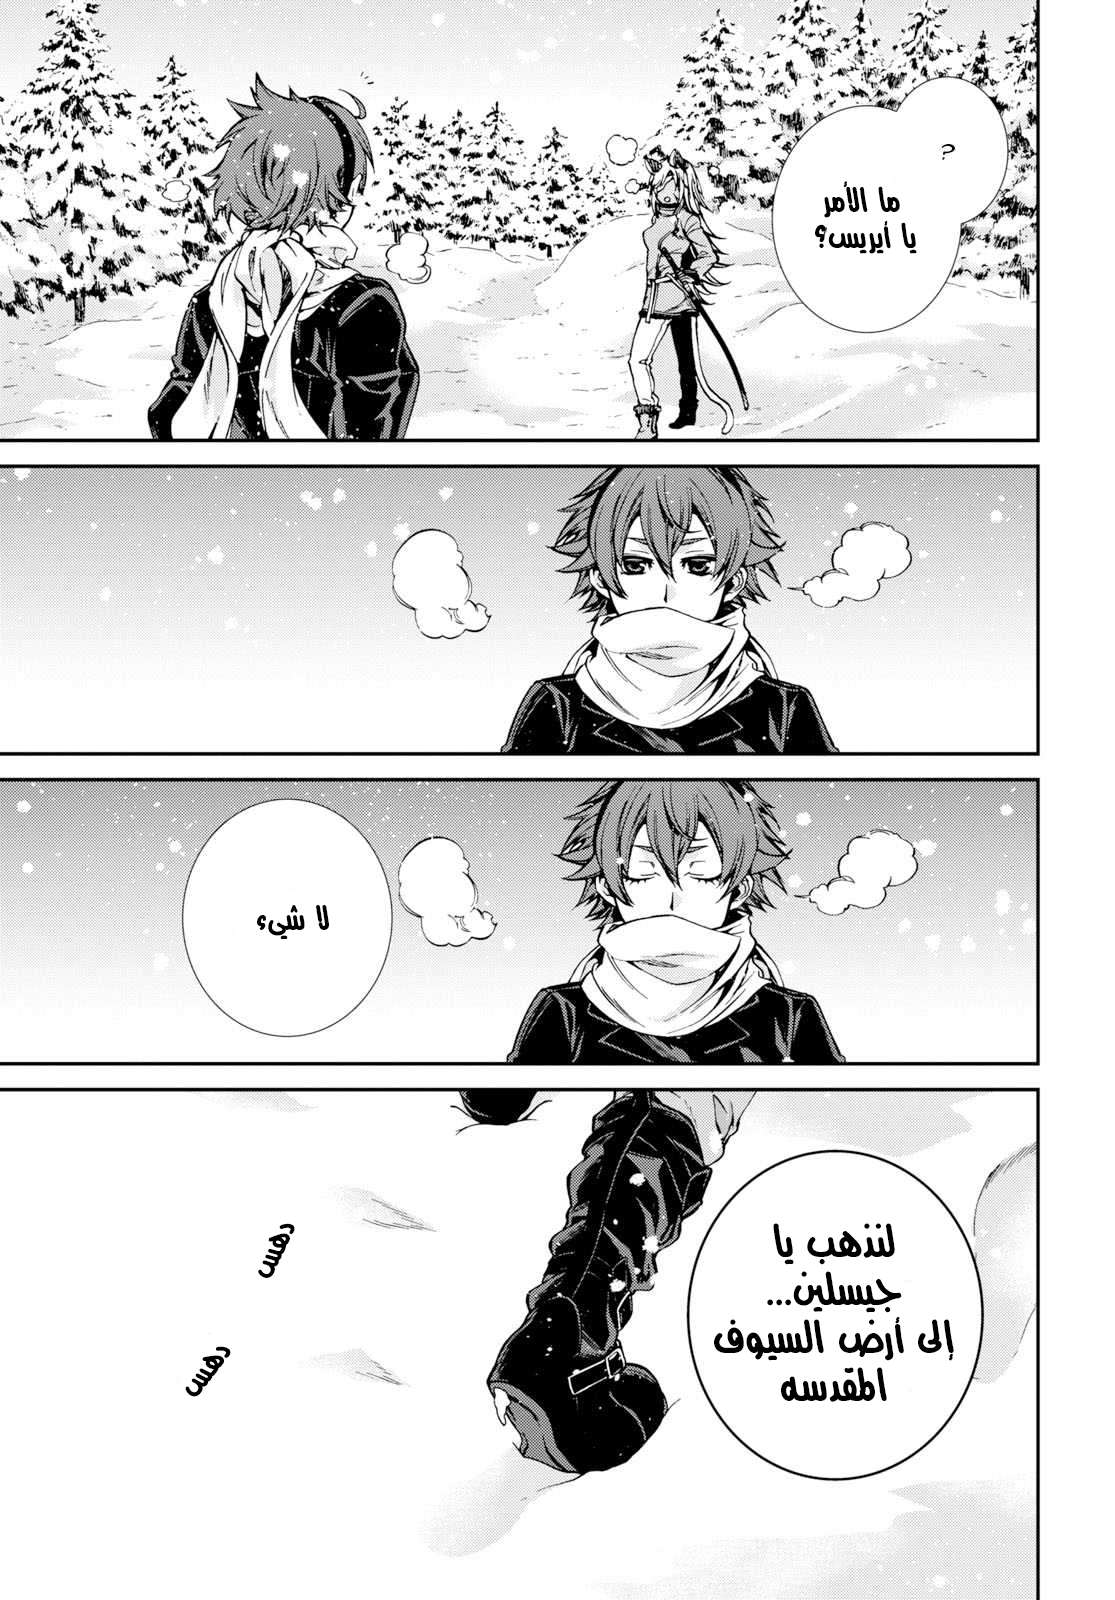 ؟
ما الأمر
يا أيريس؟
لا شيء
لنذهب يا
جيسلين...
إلى أرض السيوف
المقدسه
دهس
دهس